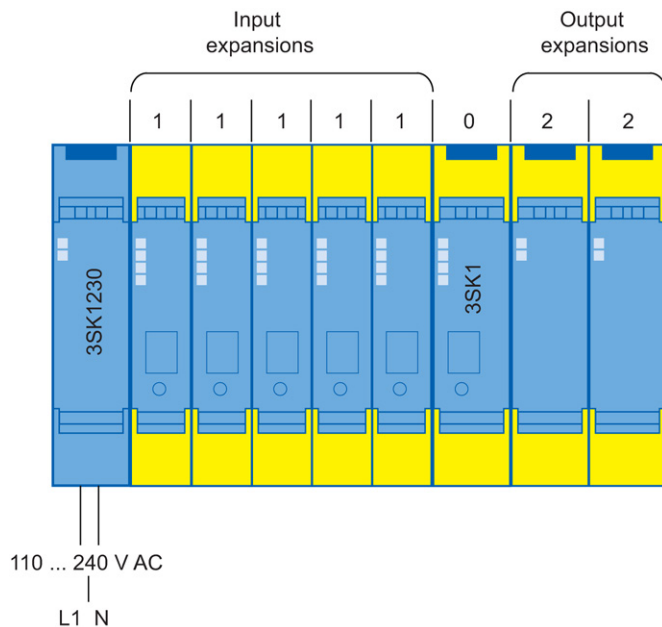 Input
expansions
Output
expansions
1 1 1 1 1 0 2 2
3SK1230
3SK1
110 ... 240 V AC
L1 N